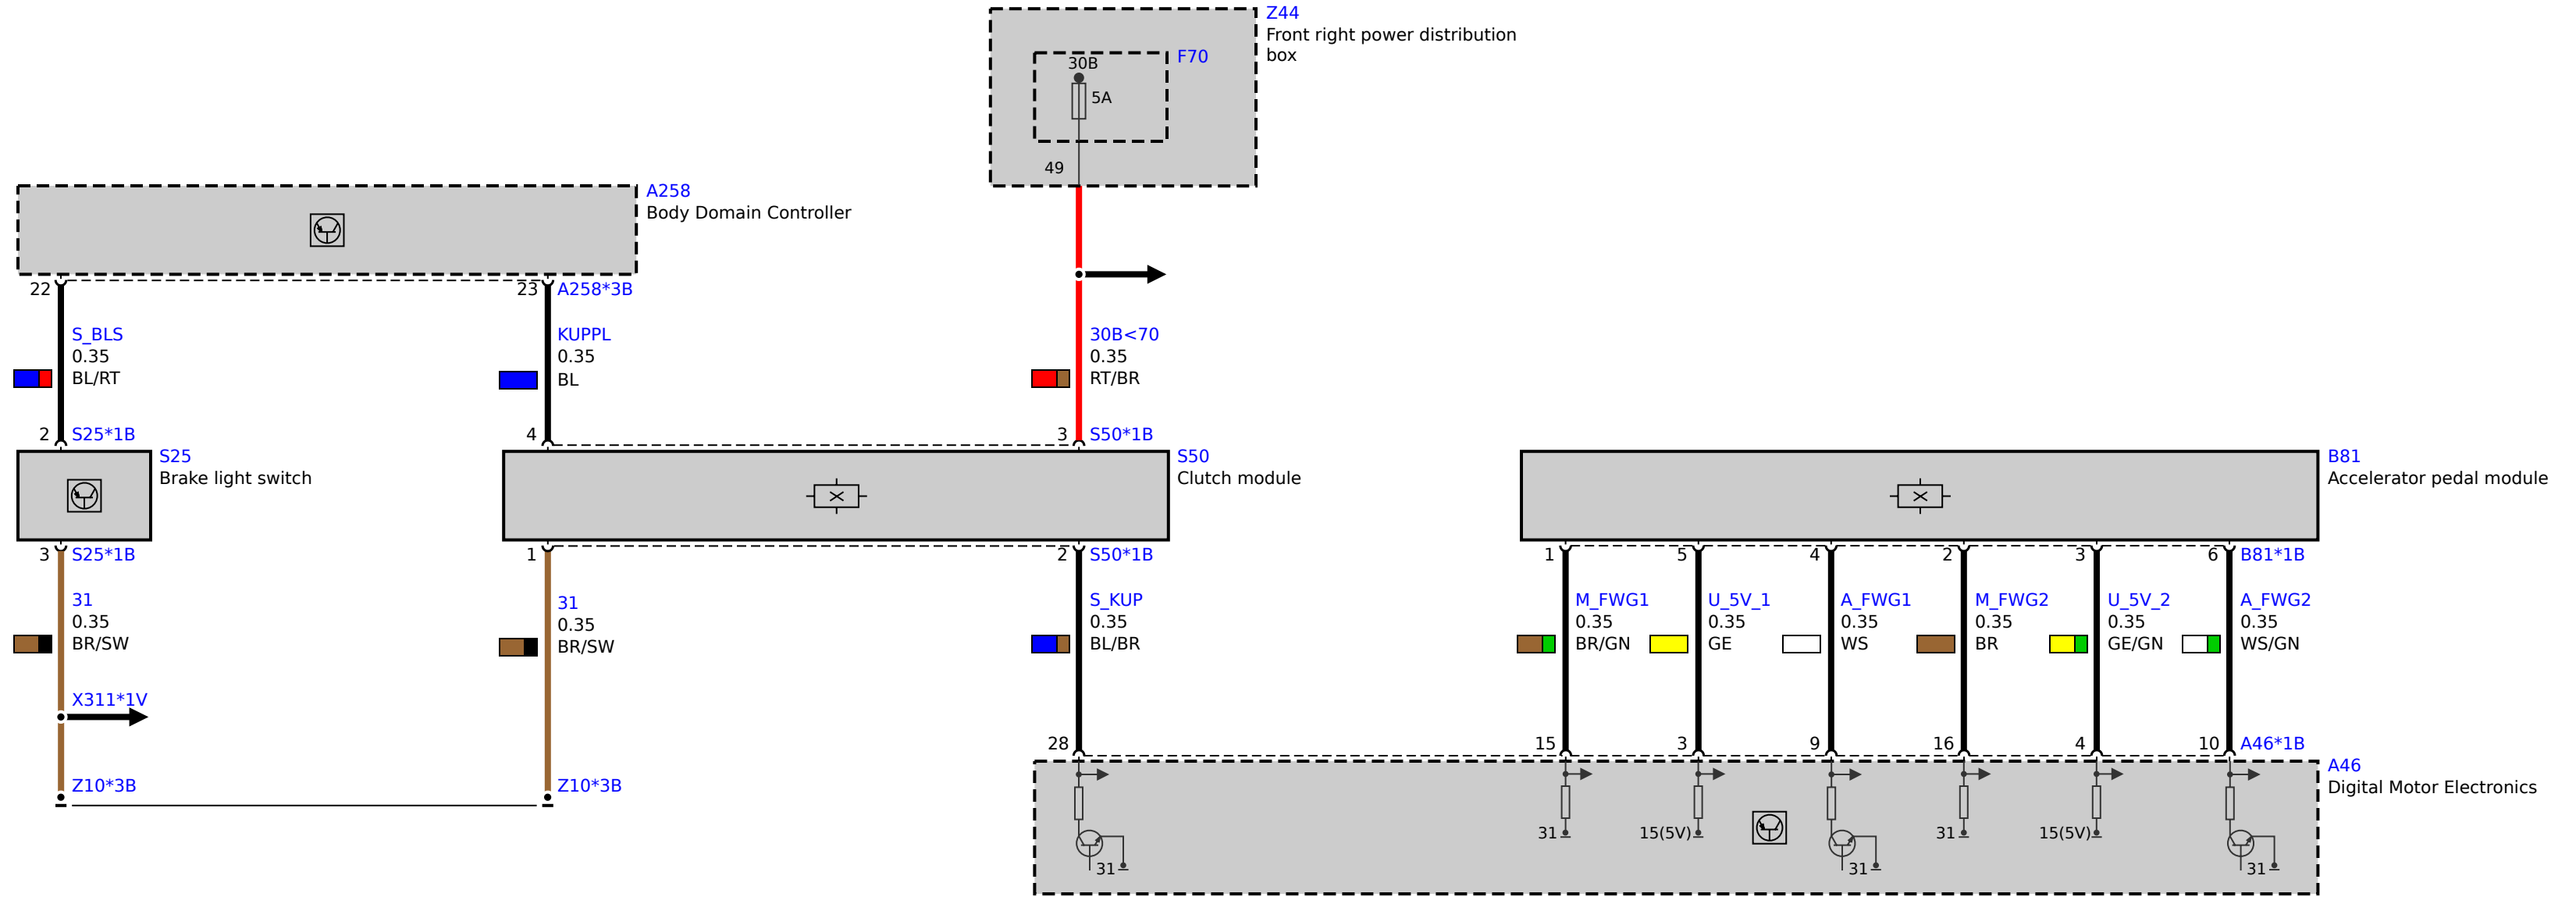 Z44
Front right power distribution
box
F70
30B
5A
49
A258
Body Domain Controller
22
23
A258*3B
S_BLS
0.35
BL/RT
KUPPL
0.35
BL
30B<70
0.35
RT/BR
2
S25*1B
4
3
S50*1B
S25
Brake light switch
S50
Clutch module
B81
Accelerator pedal module
3
S25*1B
1
2
S50*1B
1
5
4
2
3
6
B81*1B
31
0.35
BR/SW
31
0.35
BR/SW
S_KUP
0.35
BL/BR
M_FWG1
0.35
BR/GN
U_5V_1
0.35
GE
A_FWG1
0.35
WS
M_FWG2
0.35
BR
U_5V_2
0.35
GE/GN
A_FWG2
0.35
WS/GN
X311*1V
28
15
3
9
16
4
10
A46*1B
Z10*3B
Z10*3B
A46
Digital Motor Electronics
31
31
15(5V)
31
31
15(5V)
31